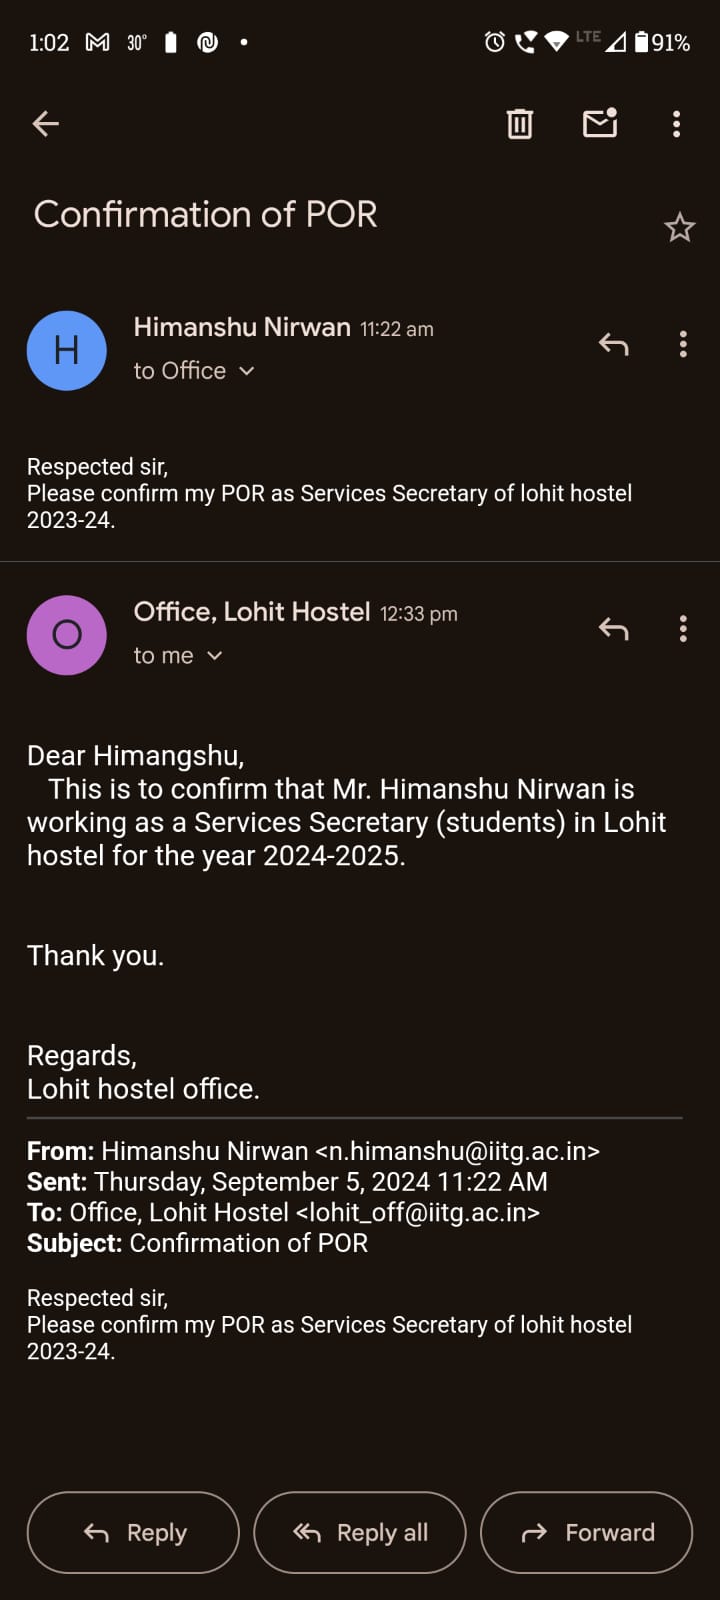 1:02 30° LTE 91%
Confirmation of POR
H
Himanshu Nirwan 11:22 am
to Office
Respected sir,
Please confirm my POR as Services Secretary of lohit hostel
2023-24.
O
Office, Lohit Hostel 12:33 pm
to me
Dear Himangshu,
This is to confirm that Mr. Himanshu Nirwan is
working as a Services Secretary (students) in Lohit
hostel for the year 2024-2025.
Thank you.
Regards,
Lohit hostel office.
From: Himanshu Nirwan <n.himanshu@iitg.ac.in>
Sent: Thursday, September 5, 2024 11:22 AM
To: Office, Lohit Hostel <lohit_off@iitg.ac.in>
Subject: Confirmation of POR
Respected sir,
Please confirm my POR as Services Secretary of lohit hostel
2023-24.
Reply Reply all Forward